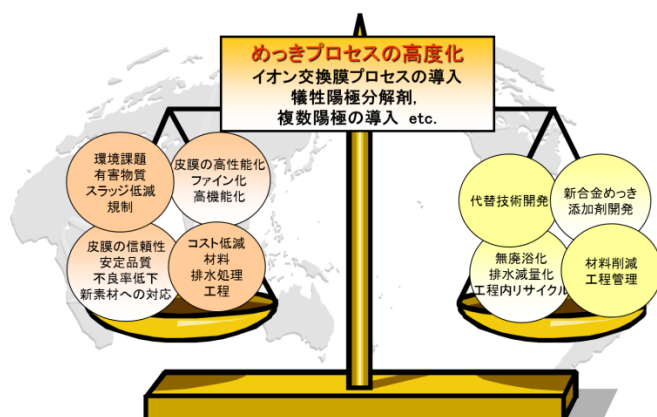 めっきプロセスの高度化
イオン交換膜プロセスの導入
犠牲陽極分解剤,
複数陽極の導入 etc.
環境課題
有害物質
スラッジ低減
規制
皮膜の高性能化
ファイン化
高機能化
皮膜の信頼性
安定品質
不良率低下
新素材への対応
コスト低減
材料
排水処理
工程
代替技術開発
新合金めっき
添加剤開発
無廃浴化
排水減量化
工程内リサイクル
材料削減
工程管理